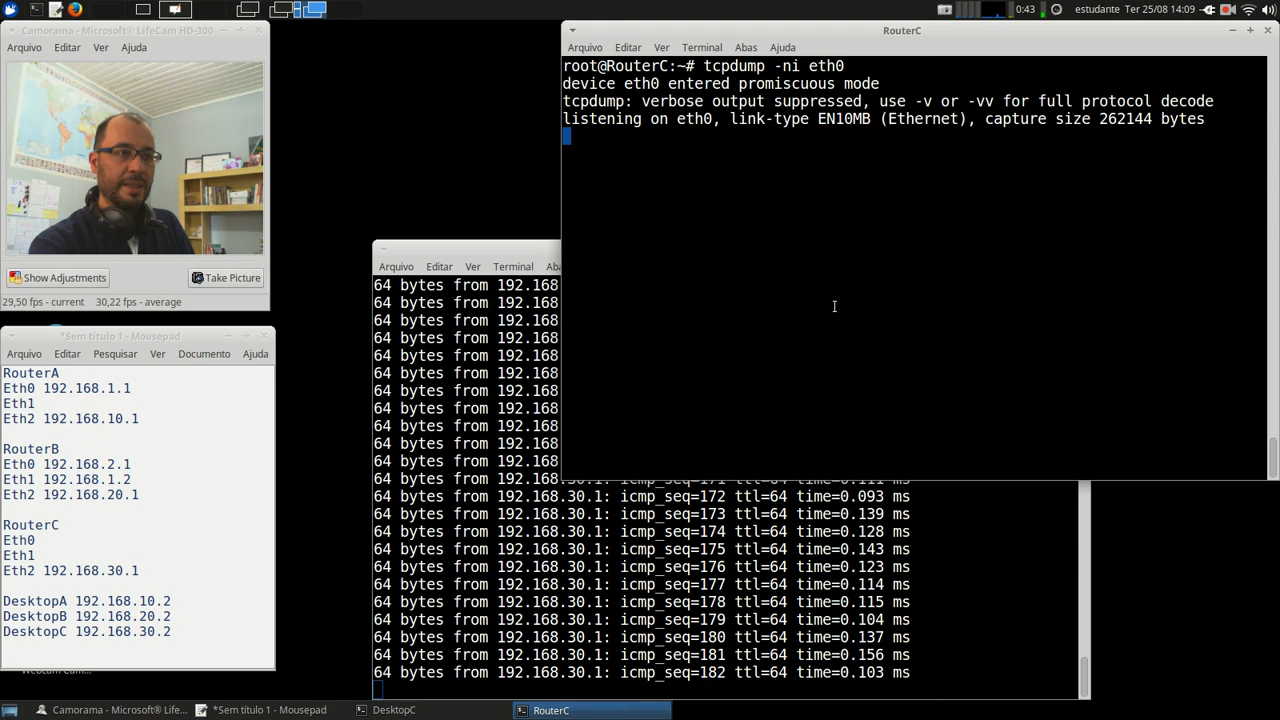 0:43
estudante
Ter 25/08 14:09
Camorama - Microsoft® LifeCam HD-300
Arquivo Editar Ver Ajuda
Show Adjustments
Take Picture
29,50 fps - current 30,22 fps - average
*Sem título 1 - Mousepad
Arquivo Editar Pesquisar Ver Documento Ajuda
RouterA
Eth0 192.168.1.1
Eth1
Eth2 192.168.10.1
RouterB
Eth0 192.168.2.1
Eth1 192.168.1.2
Eth2 192.168.20.1
RouterC
Eth0
Eth1
Eth2 192.168.30.1
DesktopA 192.168.10.2
DesktopB 192.168.20.2
DesktopC 192.168.30.2
RouterC
Arquivo Editar Ver Terminal Abas Ajuda
root@RouterC:~# tcpdump -ni eth0
device eth0 entered promiscuous mode
tcpdump: verbose output suppressed, use -v or -vv for full protocol decode
listening on eth0, link-type EN10MB (Ethernet), capture size 262144 bytes
Arquivo Editar Ver Terminal Aba
64 bytes from 192.168
64 bytes from 192.168
64 bytes from 192.168
64 bytes from 192.168
64 bytes from 192.168
64 bytes from 192.168
64 bytes from 192.168
64 bytes from 192.168
64 bytes from 192.168
64 bytes from 192.168
64 bytes from 192.168
64 bytes from 192.168.30.1: icmp_seq=171 ttl=64 time=0.111 ms
64 bytes from 192.168.30.1: icmp_seq=172 ttl=64 time=0.093 ms
64 bytes from 192.168.30.1: icmp_seq=173 ttl=64 time=0.139 ms
64 bytes from 192.168.30.1: icmp_seq=174 ttl=64 time=0.128 ms
64 bytes from 192.168.30.1: icmp_seq=175 ttl=64 time=0.143 ms
64 bytes from 192.168.30.1: icmp_seq=176 ttl=64 time=0.123 ms
64 bytes from 192.168.30.1: icmp_seq=177 ttl=64 time=0.114 ms
64 bytes from 192.168.30.1: icmp_seq=178 ttl=64 time=0.115 ms
64 bytes from 192.168.30.1: icmp_seq=179 ttl=64 time=0.104 ms
64 bytes from 192.168.30.1: icmp_seq=180 ttl=64 time=0.137 ms
64 bytes from 192.168.30.1: icmp_seq=181 ttl=64 time=0.156 ms
64 bytes from 192.168.30.1: icmp_seq=182 ttl=64 time=0.103 ms
Camorama - Microsoft® Life...
*Sem título 1 - Mousepad
DesktopC
RouterC